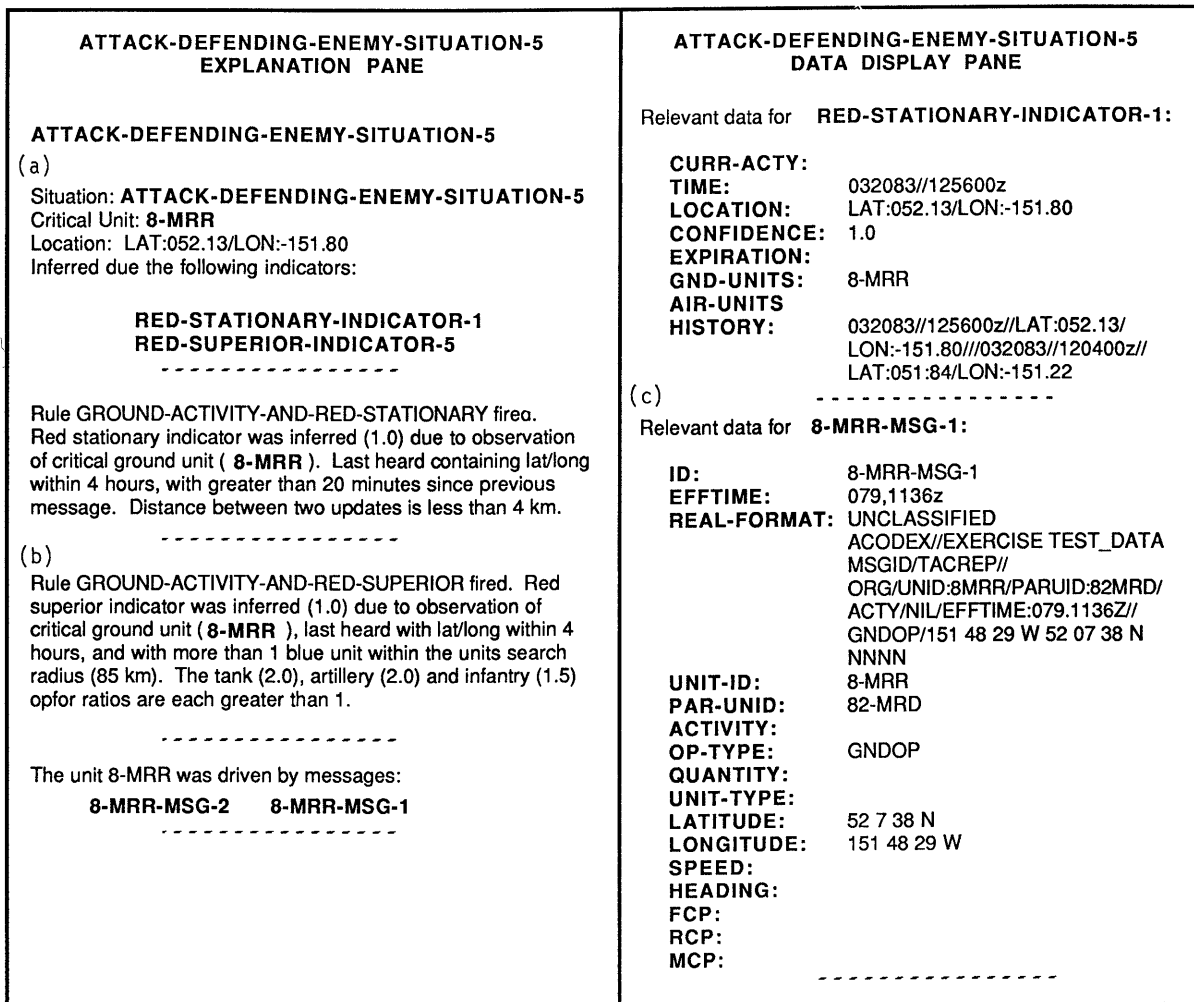 ATTACK-DEFENDING-ENEMY-SITUATION-5
EXPLANATION PANE
ATTACK-DEFENDING-ENEMY-SITUATION-5
(a)
Situation: ATTACK-DEFENDING-ENEMY-SITUATION-5
Critical Unit: 8-MRR
Location: LAT:052.13/LON:-151.80
Inferred due the following indicators:
RED-STATIONARY-INDICATOR-1
RED-SUPERIOR-INDICATOR-5
- - - - - - - - - - - - - - - -
Rule GROUND-ACTIVITY-AND-RED-STATIONARY fired.
Red stationary indicator was inferred (1.0) due to observation
of critical ground unit ( 8-MRR ). Last heard containing lat/long
within 4 hours, with greater than 20 minutes since previous
message. Distance between two updates is less than 4 km.
- - - - - - - - - - - - - - - -
(b)
Rule GROUND-ACTIVITY-AND-RED-SUPERIOR fired. Red
superior indicator was inferred (1.0) due to observation of
critical ground unit ( 8-MRR ), last heard with lat/long within 4
hours, and with more than 1 blue unit within the units search
radius (85 km). The tank (2.0), artillery (2.0) and infantry (1.5)
opfor ratios are each greater than 1.
- - - - - - - - - - - - - - - -
The unit 8-MRR was driven by messages:
8-MRR-MSG-2 8-MRR-MSG-1
- - - - - - - - - - - - - - - -
ATTACK-DEFENDING-ENEMY-SITUATION-5
DATA DISPLAY PANE
Relevant data for RED-STATIONARY-INDICATOR-1:
CURR-ACTY:
TIME: 032083//125600z
LOCATION: LAT:052.13/LON:-151.80
CONFIDENCE: 1.0
EXPIRATION:
GND-UNITS: 8-MRR
AIR-UNITS
HISTORY: 032083//125600z//LAT:052.13/
LON:-151.80///032083//120400z//
LAT:051:84/LON:-151.22
(c) - - - - - - - - - - - - - - - -
Relevant data for 8-MRR-MSG-1:
ID: 8-MRR-MSG-1
EFFTIME: 079,1136z
REAL-FORMAT: UNCLASSIFIED
ACODEX//EXERCISE TEST_DATA
MSGID/TACREP//
ORG/UNID:8MRR/PARUID:82MRD/
ACTY/NIL/EFFTIME:079.1136Z//
GNDOP/151 48 29 W 52 07 38 N
NNNN
UNIT-ID: 8-MRR
PAR-UNID: 82-MRD
ACTIVITY:
OP-TYPE: GNDOP
QUANTITY:
UNIT-TYPE:
LATITUDE: 52 7 38 N
LONGITUDE: 151 48 29 W
SPEED:
HEADING:
FCP:
RCP:
MCP:
- - - - - - - - - - - - - - - -